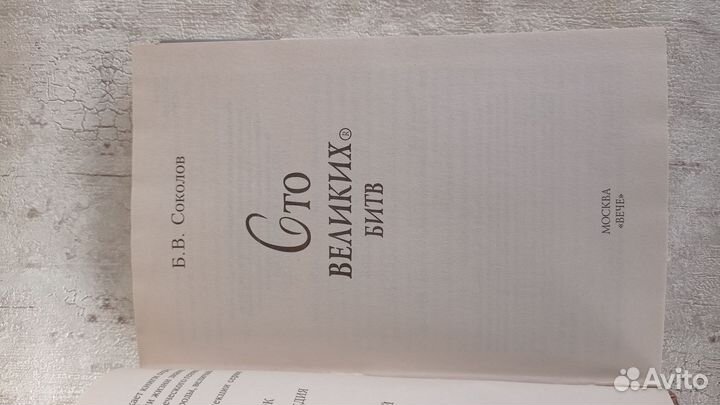 Б.В. Соколов
Сто
ВЕЛИКИХ®
БИТВ
МОСКВА
«ВЕЧЕ»
Avito